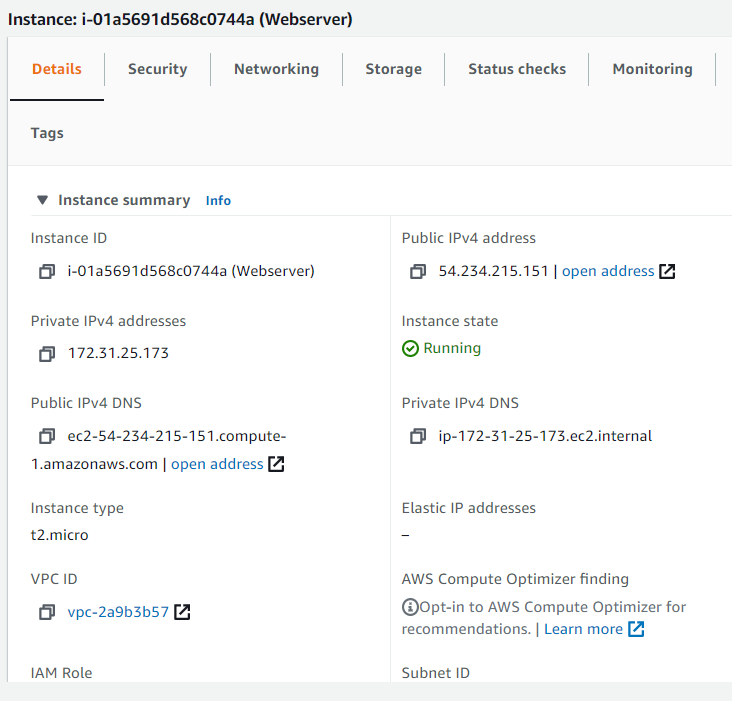 Instance: i-01a5691d568c0744a (Webserver)
Details Security Networking Storage Status checks Monitoring
Tags
Instance summary Info
Instance ID
i-01a5691d568c0744a (Webserver)
Public IPv4 address
54.234.215.151 | open address
Private IPv4 addresses
172.31.25.173
Instance state
Running
Public IPv4 DNS
ec2-54-234-215-151.compute-
1.amazonaws.com | open address
Private IPv4 DNS
ip-172-31-25-173.ec2.internal
Instance type
t2.micro
Elastic IP addresses
–
VPC ID
vpc-2a9b3b57
AWS Compute Optimizer finding
Opt-in to AWS Compute Optimizer for
recommendations. | Learn more
IAM Role
Subnet ID